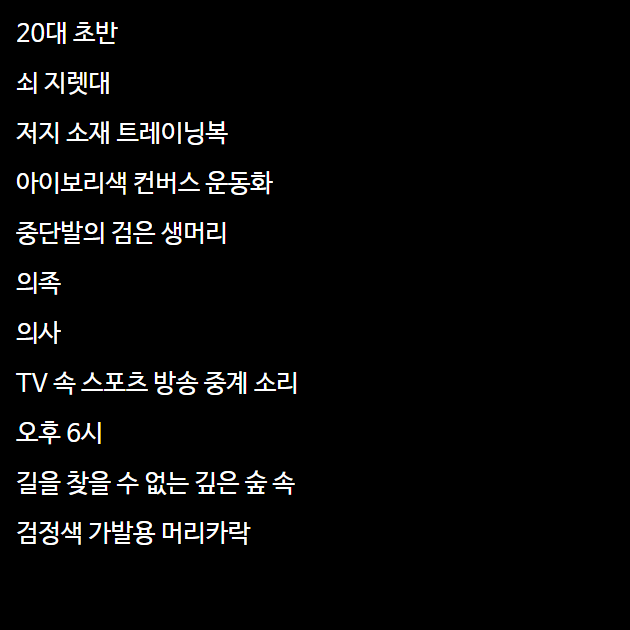 20대 초반
쇠 지렛대
저지 소재 트레이닝복
아이보리색 컨버스 운동화
중단발의 검은 생머리
의족
의사
TV 속 스포츠 방송 중계 소리
오후 6시
길을 찾을 수 없는 깊은 숲 속
검정색 가발용 머리카락